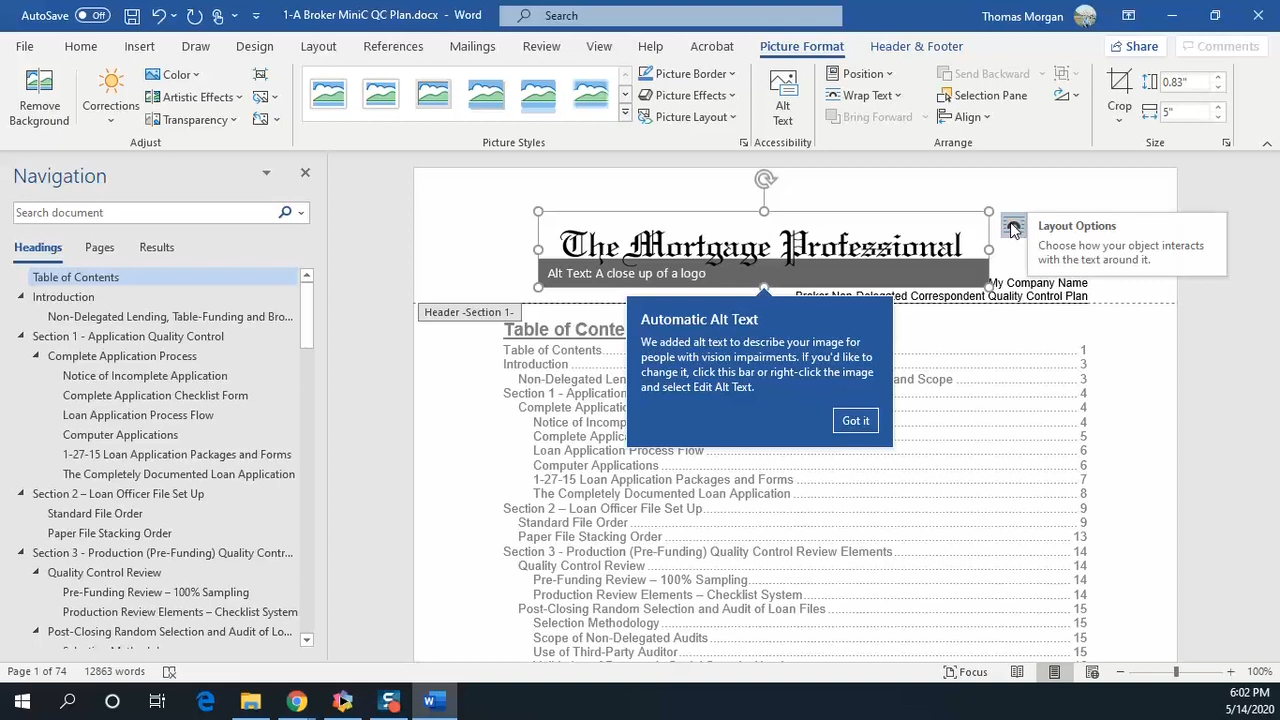 AutoSave Off 1-A Broker MiniC QC Plan.docx - Word Search Thomas Morgan
File Home Insert Draw Design Layout References Mailings Review View Help Acrobat Picture Format Header & Footer Share Comments
Remove Background
Corrections
Color
Artistic Effects
Transparency
Adjust
Picture Styles
Picture Border
Picture Effects
Picture Layout
Alt Text
Accessibility
Position
Wrap Text
Bring Forward
Send Backward
Selection Pane
Align
Arrange
Crop
0.83"
5"
Size
Navigation
Search document
Headings Pages Results
Table of Contents
Introduction
Non-Delegated Lending, Table-Funding and Bro...
Section 1 - Application Quality Control
Complete Application Process
Notice of Incomplete Application
Complete Application Checklist Form
Loan Application Process Flow
Computer Applications
1-27-15 Loan Application Packages and Forms
The Completely Documented Loan Application
Section 2 – Loan Officer File Set Up
Standard File Order
Paper File Stacking Order
Section 3 - Production (Pre-Funding) Quality Contr...
Quality Control Review
Pre-Funding Review – 100% Sampling
Production Review Elements – Checklist System
Post-Closing Random Selection and Audit of Lo...
The Mortgage Professional
Alt Text: A close up of a logo
Layout Options
Choose how your object interacts
with the text around it.
My Company Name
Broker Non-Delegated Correspondent Quality Control Plan
Header -Section 1-
Automatic Alt Text
We added alt text to describe your image for
people with vision impairments. If you'd like to
change it, click this bar or right-click the image
and select Edit Alt Text.
Got it
Table of Conte
Table of Contents 1
Introduction 3
Non-Delegated Len and Scope 3
Section 1 - Application 4
Complete Applicatio 4
Notice of Incomp 4
Complete Applic 5
Loan Application Process Flow 6
Computer Applications 6
1-27-15 Loan Application Packages and Forms 7
The Completely Documented Loan Application 8
Section 2 – Loan Officer File Set Up 9
Standard File Order 9
Paper File Stacking Order 13
Section 3 - Production (Pre-Funding) Quality Control Review Elements 14
Quality Control Review 14
Pre-Funding Review – 100% Sampling 14
Production Review Elements – Checklist System 14
Post-Closing Random Selection and Audit of Loan Files 15
Selection Methodology 15
Scope of Non-Delegated Audits 15
Use of Third-Party Auditor 15
Page 1 of 74 12863 words Focus 100%
6:02 PM
5/14/2020